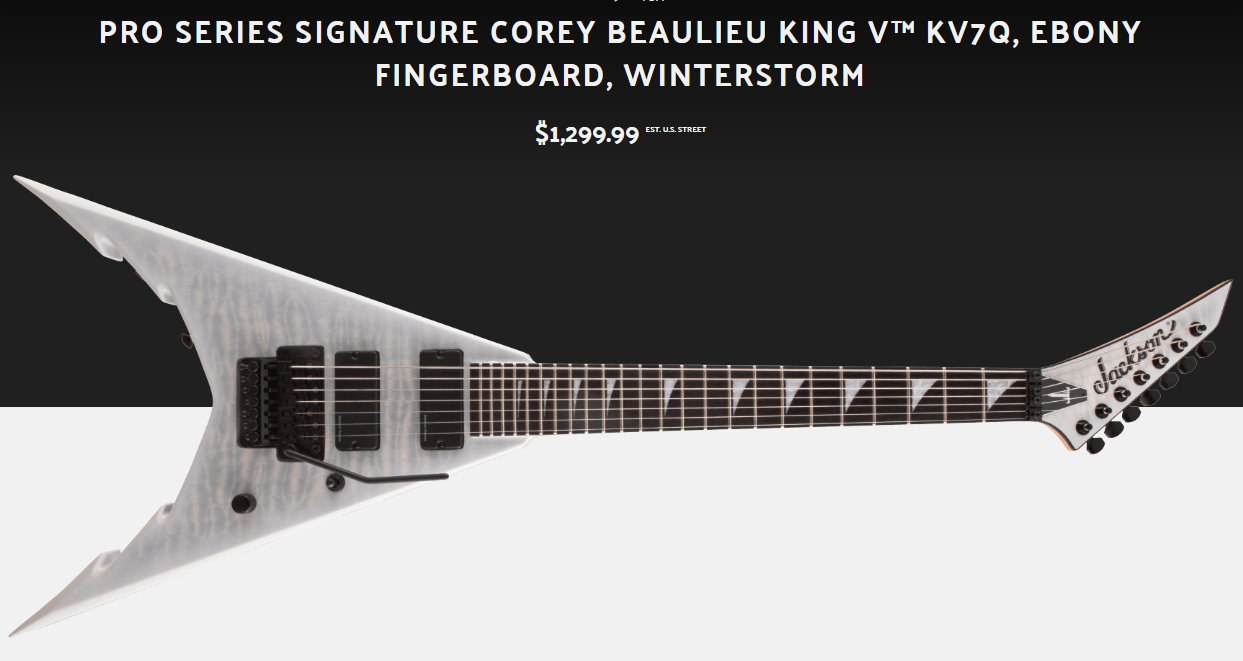 PRO SERIES SIGNATURE COREY BEAULIEU KING V™ KV7Q, EBONY
FINGERBOARD, WINTERSTORM
$1,299.99 EST. U.S. STREET
Jackson®